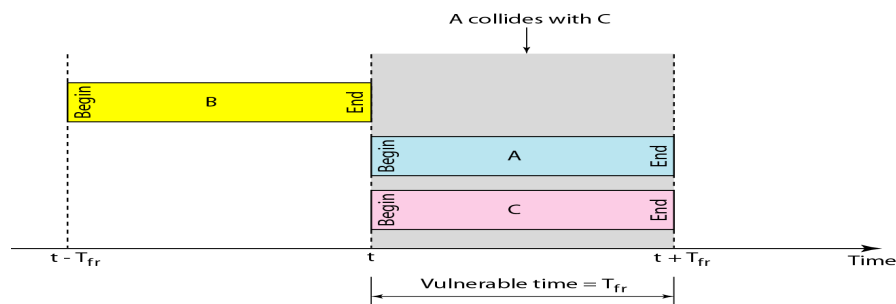 A collides with C
Begin B End
Begin A End
Begin C End
t - Tfr t t + Tfr Time
Vulnerable time = Tfr